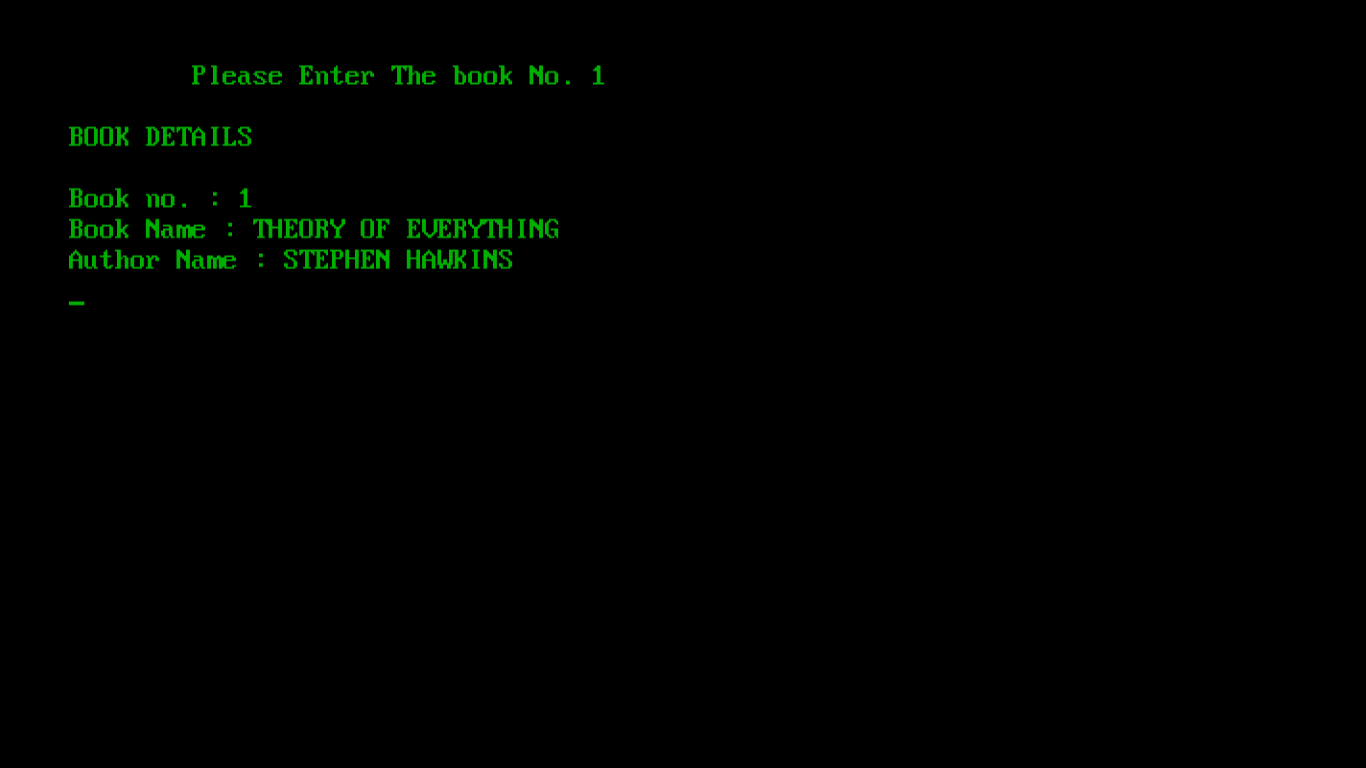 Please Enter The book No. 1
BOOK DETAILS
Book no. : 1
Book Name : THEORY OF EVERYTHING
Author Name : STEPHEN HAWKINS